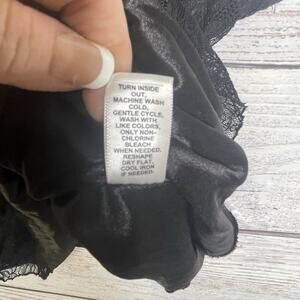 TURN INSIDE
OUT,
MACHINE WASH
COLD,
GENTLE CYCLE,
WASH WITH
LIKE COLORS,
ONLY NON-
CHLORINE
BLEACH
WHEN NEEDED,
RESHAPE
DRY FLAT,
COOL IRON
IF NEEDED.